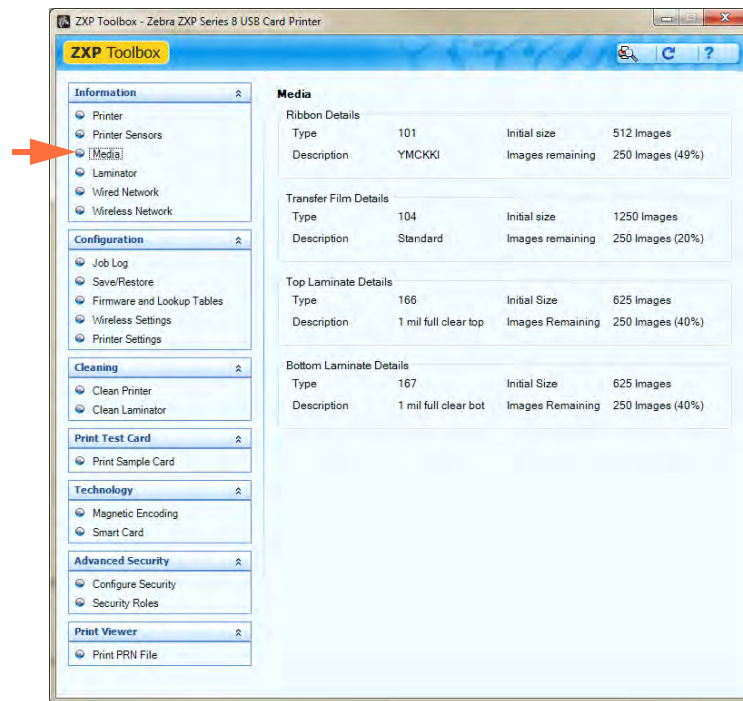 ZXP Toolbox - Zebra ZXP Series 8 USB Card Printer
ZXP Toolbox
?
Information
Printer
Printer Sensors
Media
Laminator
Wired Network
Wireless Network
Configuration
Job Log
Save/Restore
Firmware and Lookup Tables
Wireless Settings
Printer Settings
Cleaning
Clean Printer
Clean Laminator
Print Test Card
Print Sample Card
Technology
Magnetic Encoding
Smart Card
Advanced Security
Configure Security
Security Roles
Print Viewer
Print PRN File
Media
Ribbon Details
Type 101 Initial size 512 Images
Description YMCKKI Images remaining 250 Images (49%)
Transfer Film Details
Type 104 Initial size 1250 Images
Description Standard Images remaining 250 Images (20%)
Top Laminate Details
Type 166 Initial Size 625 Images
Description 1 mil full clear top Images Remaining 250 Images (40%)
Bottom Laminate Details
Type 167 Initial Size 625 Images
Description 1 mil full clear bot Images Remaining 250 Images (40%)